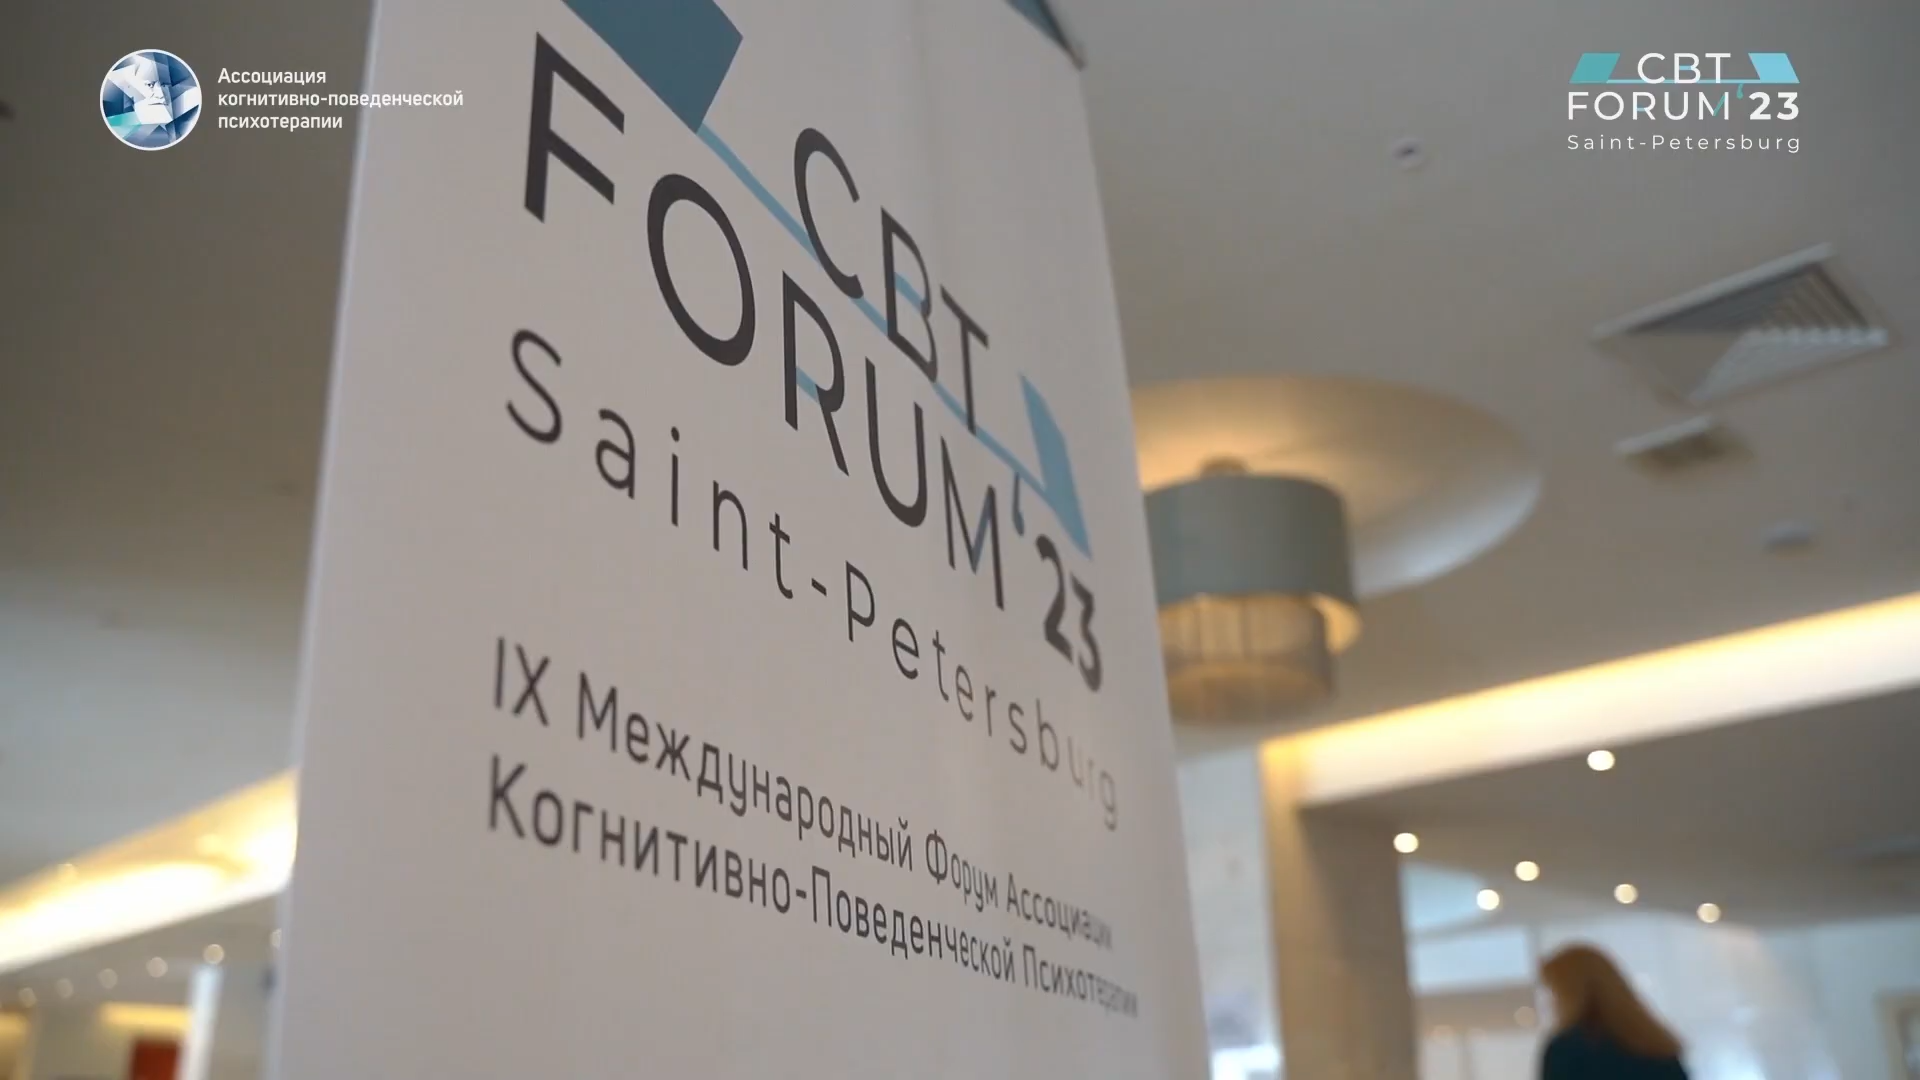 Ассоциация
когнитивно-поведенческой
психотерапии
CBT
FORUM‘23
Saint-Petersburg
CBT
FORUM‘23
Saint-Petersburg
IX Международный Форум Ассоциации
Когнитивно-Поведенческой Психотерапии